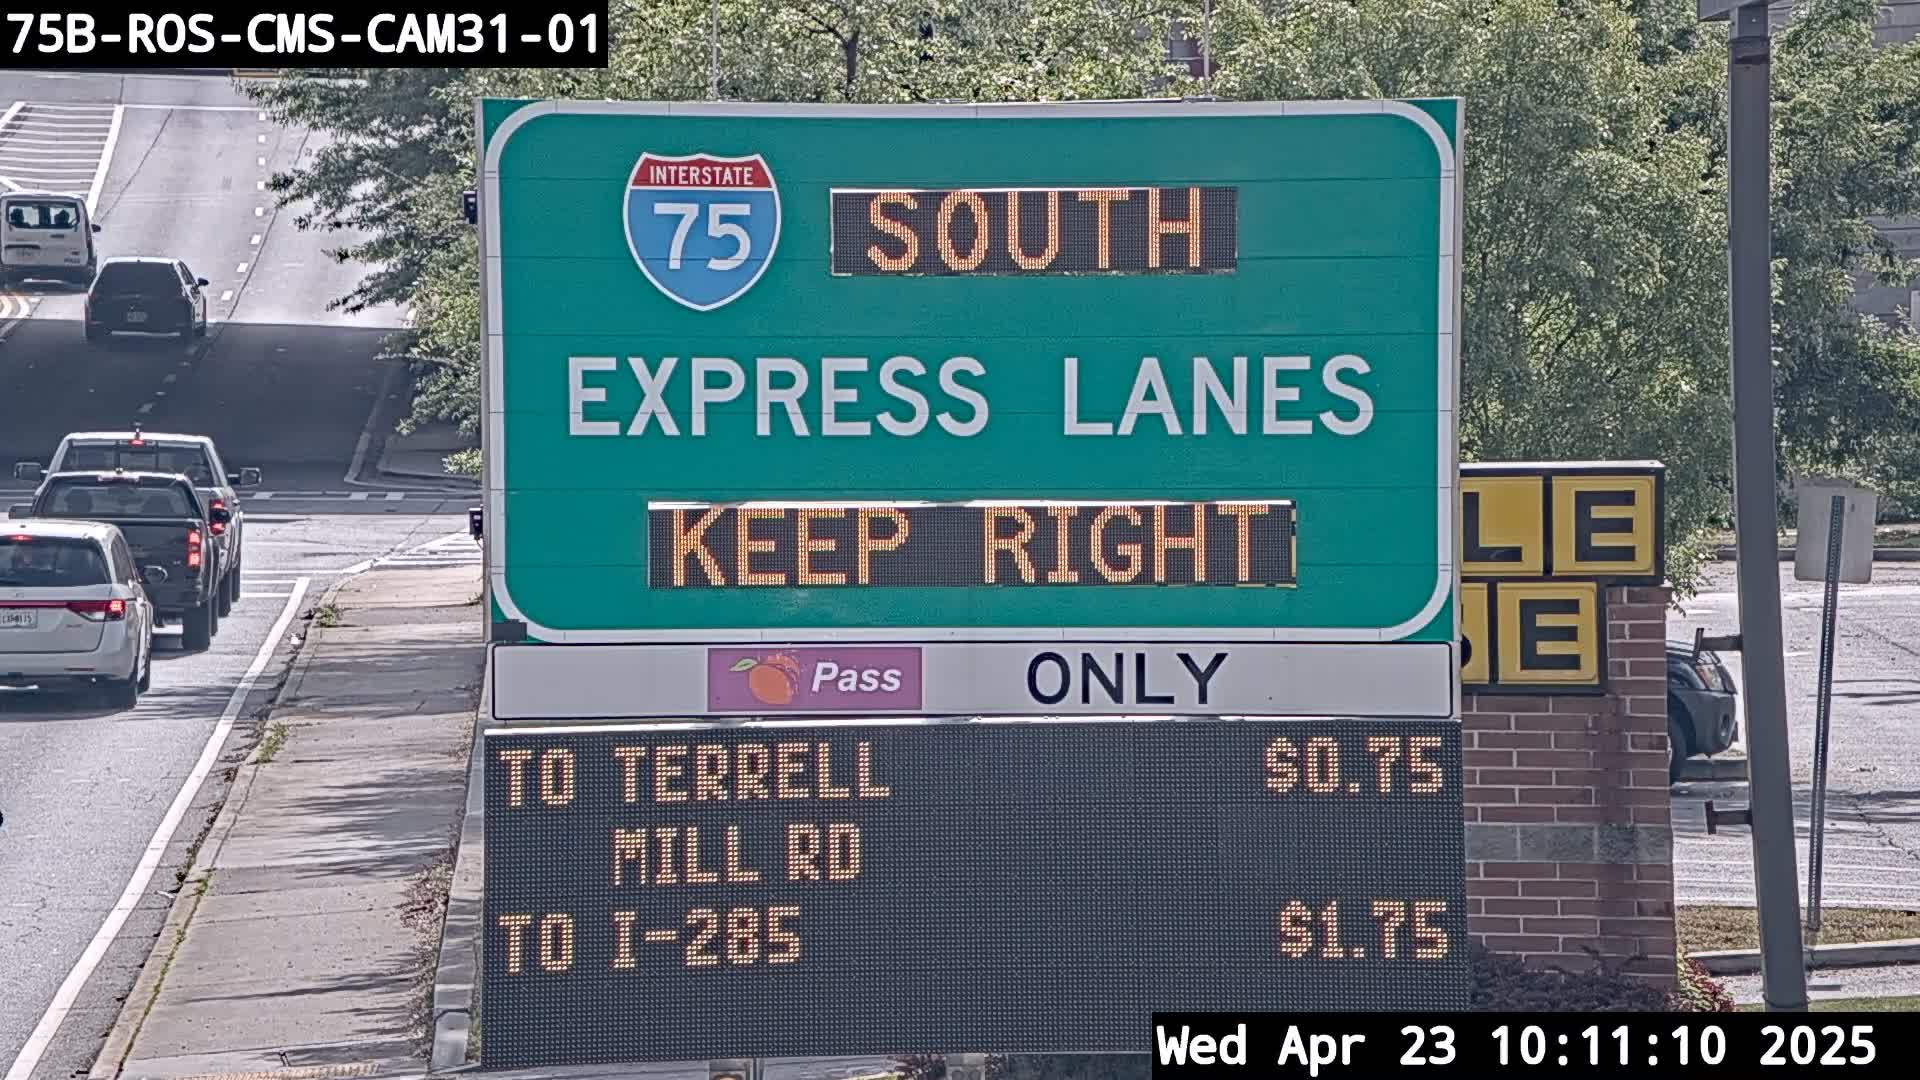 75B-ROS-CMS-CAM31-01
INTERSTATE
75
SOUTH
EXPRESS LANES
KEEP RIGHT
Pass ONLY
TO TERRELL $0.75
MILL RD
TO I-285 $1.75
LE
E
Wed Apr 23 10:11:10 2025